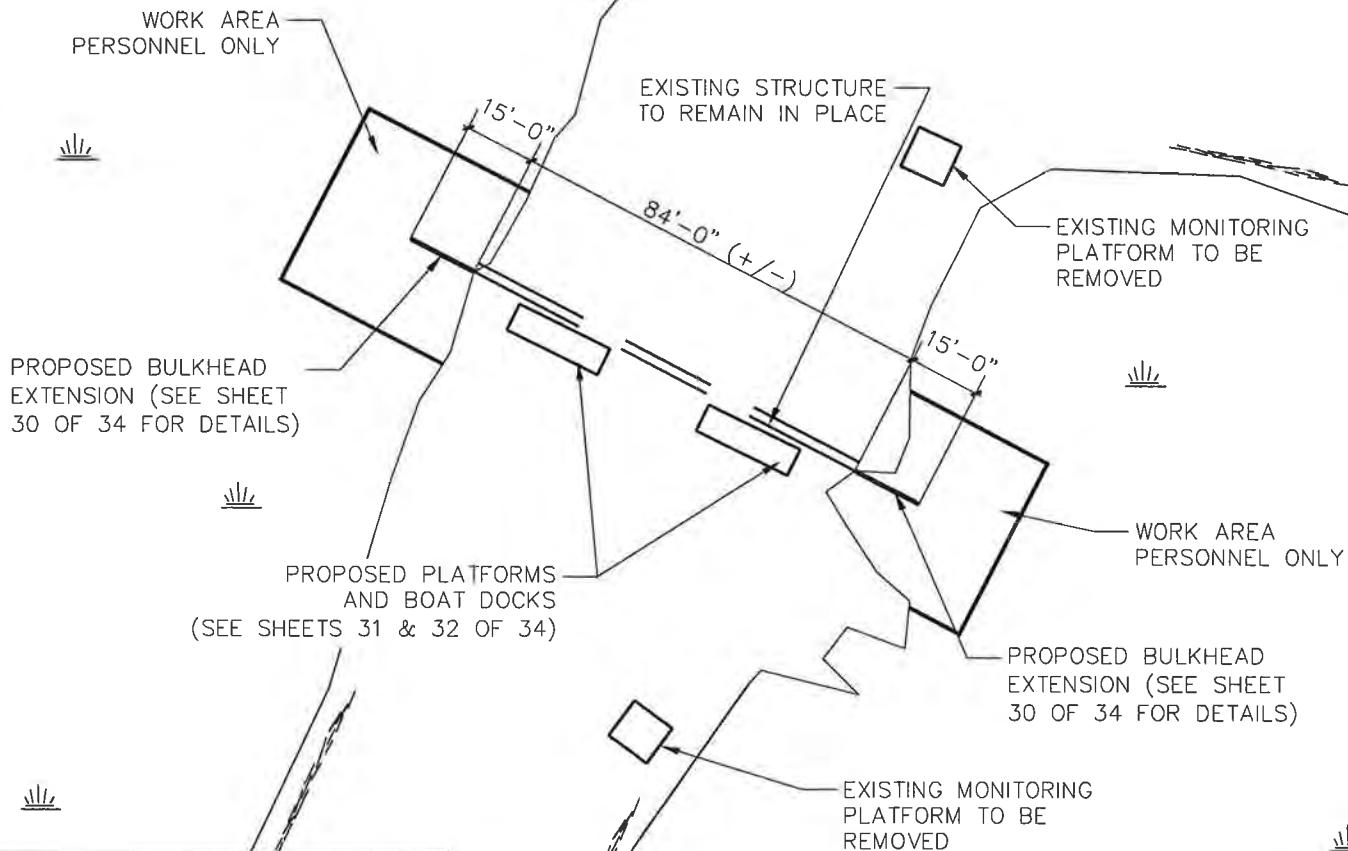 WORK AREA
PERSONNEL ONLY
EXISTING STRUCTURE
TO REMAIN IN PLACE
15'-0"
84'-0" (+/-)
EXISTING MONITORING
PLATFORM TO BE
REMOVED
15'-0"
PROPOSED BULKHEAD
EXTENSION (SEE SHEET
30 OF 34 FOR DETAILS)
WORK AREA
PERSONNEL ONLY
PROPOSED PLATFORMS
AND BOAT DOCKS
(SEE SHEETS 31 & 32 OF 34)
PROPOSED BULKHEAD
EXTENSION (SEE SHEET
30 OF 34 FOR DETAILS)
EXISTING MONITORING
PLATFORM TO BE
REMOVED